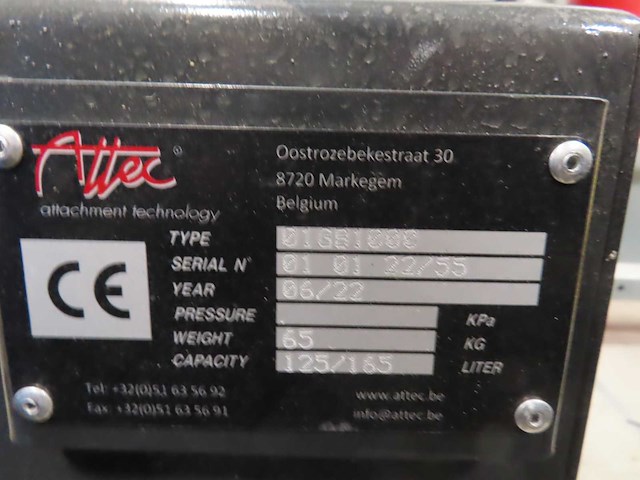 Attec®
attachment technology
Oostrozebekestraat 30
8720 Markegem
Belgium
CE
TYPE 01GB1000
SERIAL N° 01 01 22/55
YEAR 06/22
PRESSURE KPa
WEIGHT 65 KG
CAPACITY 125/165 LITER
Tel: +32(0)51 63 56 92
Fax: +32(0)51 63 56 91
www.attec.be
info@attec.be